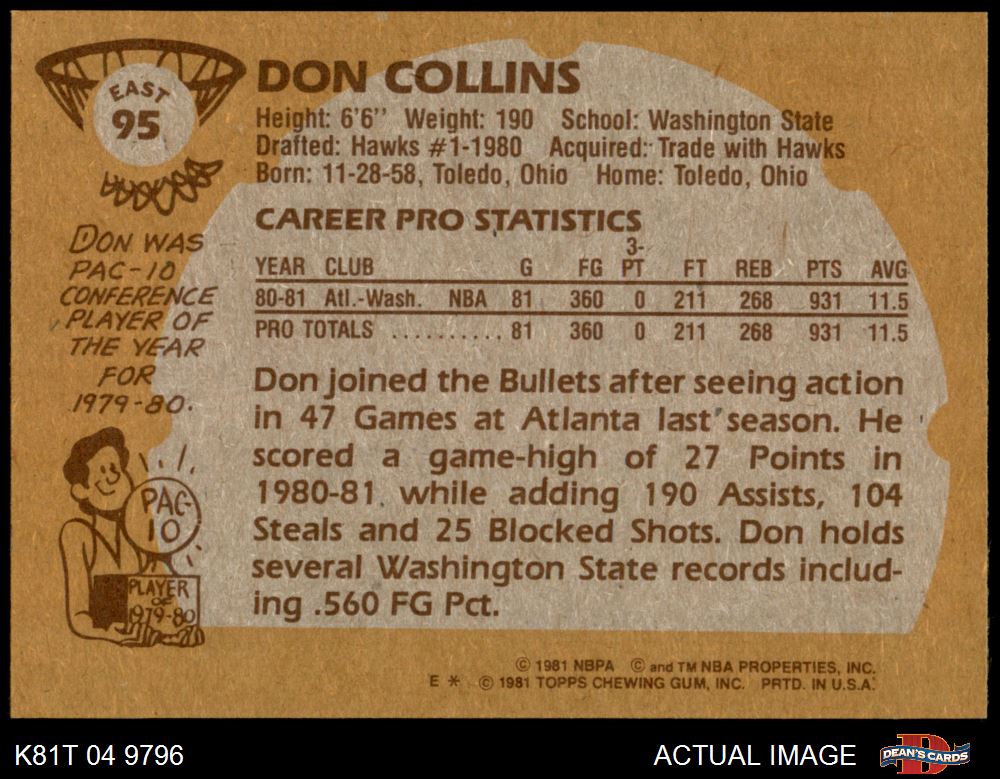 EAST
95
DON COLLINS
Height: 6'6'' Weight: 190 School: Washington State
Drafted: Hawks #1-1980 Acquired: Trade with Hawks
Born: 11-28-58, Toledo, Ohio Home: Toledo, Ohio
DON WAS
PAC-10
CONFERENCE
PLAYER OF
THE YEAR
FOR
1979-80.
PAC-
10
PLAYER
OF
1979-80
CAREER PRO STATISTICS
YEAR CLUB G FG 3-PT FT REB PTS AVG
80-81 Atl.-Wash. NBA 81 360 0 211 268 931 11.5
PRO TOTALS .......... 81 360 0 211 268 931 11.5
Don joined the Bullets after seeing action
in 47 Games at Atlanta last season. He
scored a game-high of 27 Points in
1980-81 while adding 190 Assists, 104
Steals and 25 Blocked Shots. Don holds
several Washington State records includ-
ing .560 FG Pct.
© 1981 NBPA © and TM NBA PROPERTIES, INC.
E * © 1981 TOPPS CHEWING GUM, INC. PRTD. IN U.S.A.
K81T 04 9796
ACTUAL IMAGE
DEAN'S CARDS